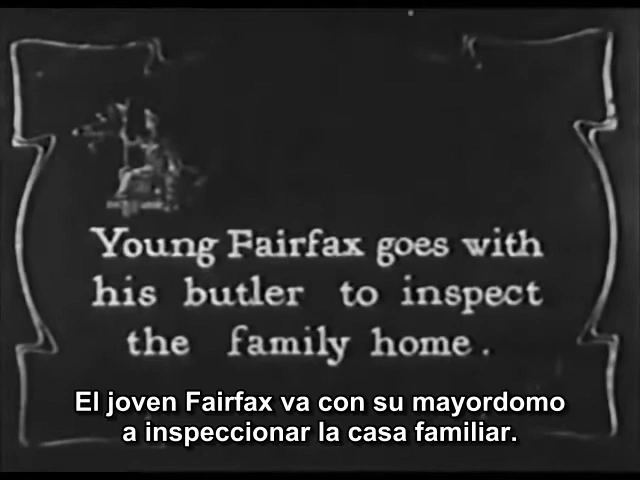 Young Fairfax goes with
his butler to inspect
the family home.
El joven Fairfax va con su mayordomo
a inspeccionar la casa familiar.